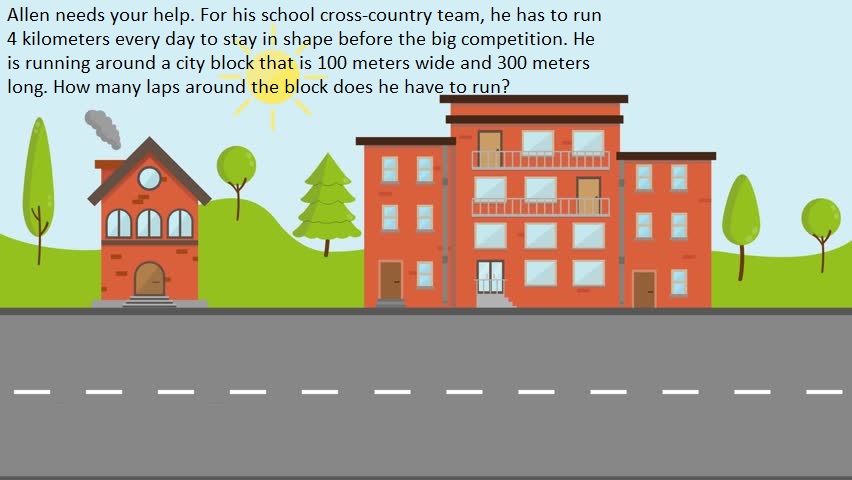 Allen needs your help. For his school cross-country team, he has to run
4 kilometers every day to stay in shape before the big competition. He
is running around a city block that is 100 meters wide and 300 meters
long. How many laps around the block does he have to run?